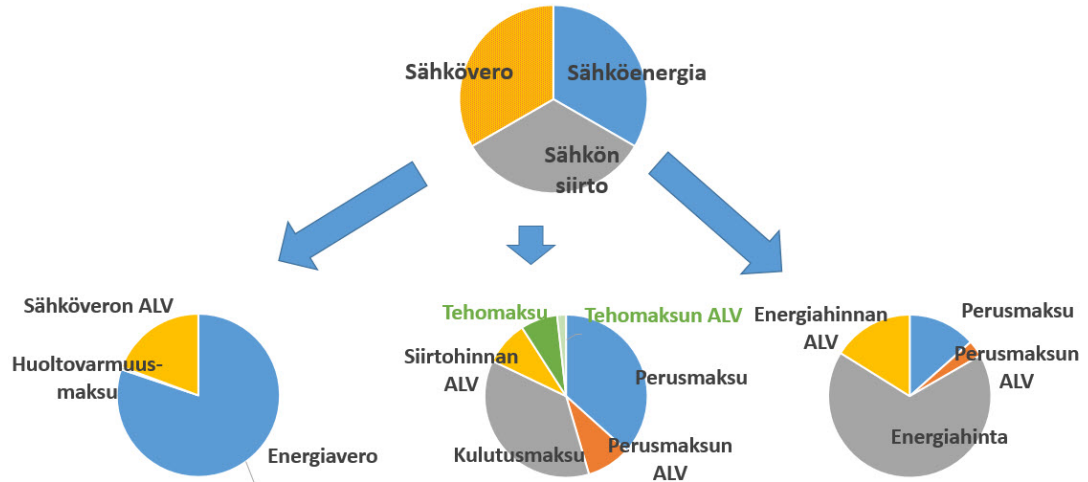 Sähkövero
Sähköenergia
Sähkön
siirto
Sähköveron ALV
Huoltovarmuus-
maksu
Energiavero
Tehomaksu
Tehomaksun ALV
Siirtohinnan
ALV
Perusmaksu
Kulutusmaksu
Perusmaksun
ALV
Energiahinnan
ALV
Perusmaksu
Perusmaksun
ALV
Energiahinta